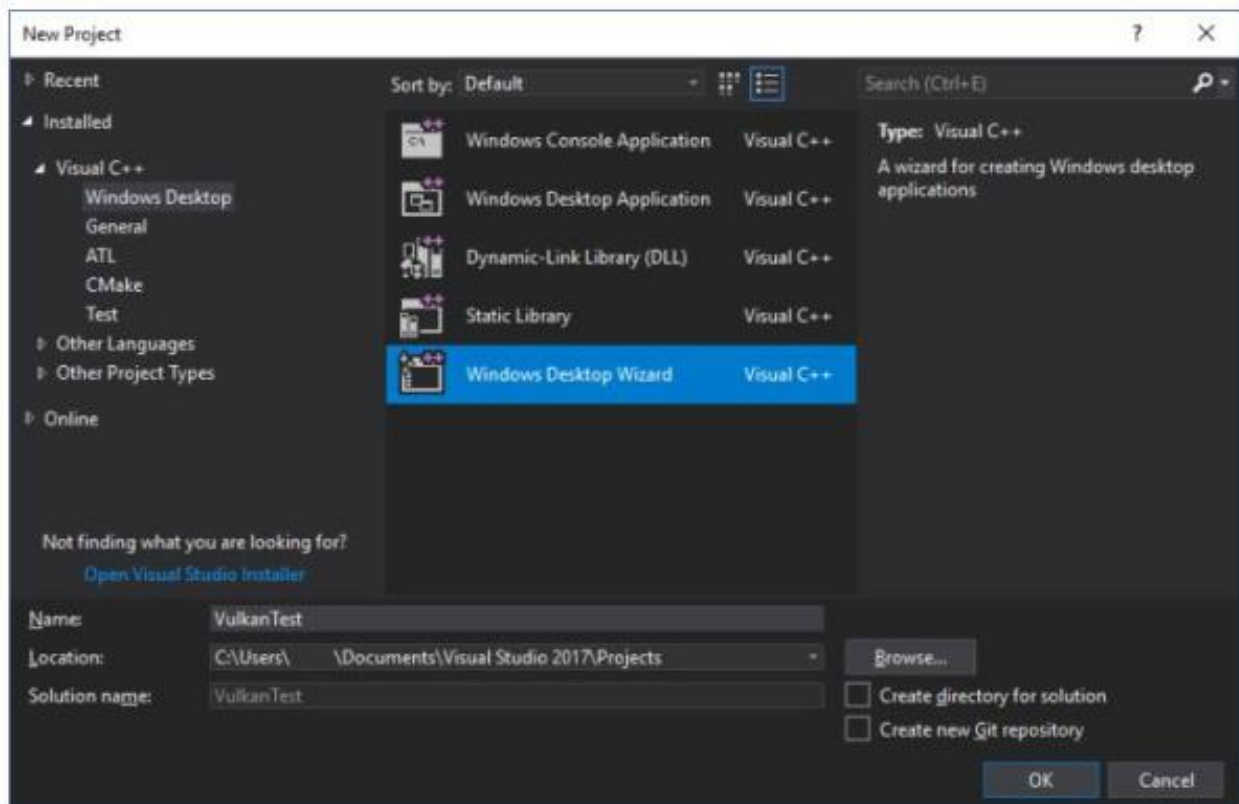 New Project
Recent
Installed
Visual C++
Windows Desktop
General
ATL
CMake
Test
Other Languages
Other Project Types
Online
Not finding what you are looking for?
Open Visual Studio Installer
Sort by: Default
Windows Console Application Visual C++
Windows Desktop Application Visual C++
Dynamic-Link Library (DLL) Visual C++
Static Library Visual C++
Windows Desktop Wizard Visual C++
Search (Ctrl+E)
Type: Visual C++
A wizard for creating Windows desktop
applications
Name: VulkanTest
Location: C:\Users\ \Documents\Visual Studio 2017\Projects
Browse...
Solution name: VulkanTest
Create directory for solution
Create new Git repository
OK Cancel